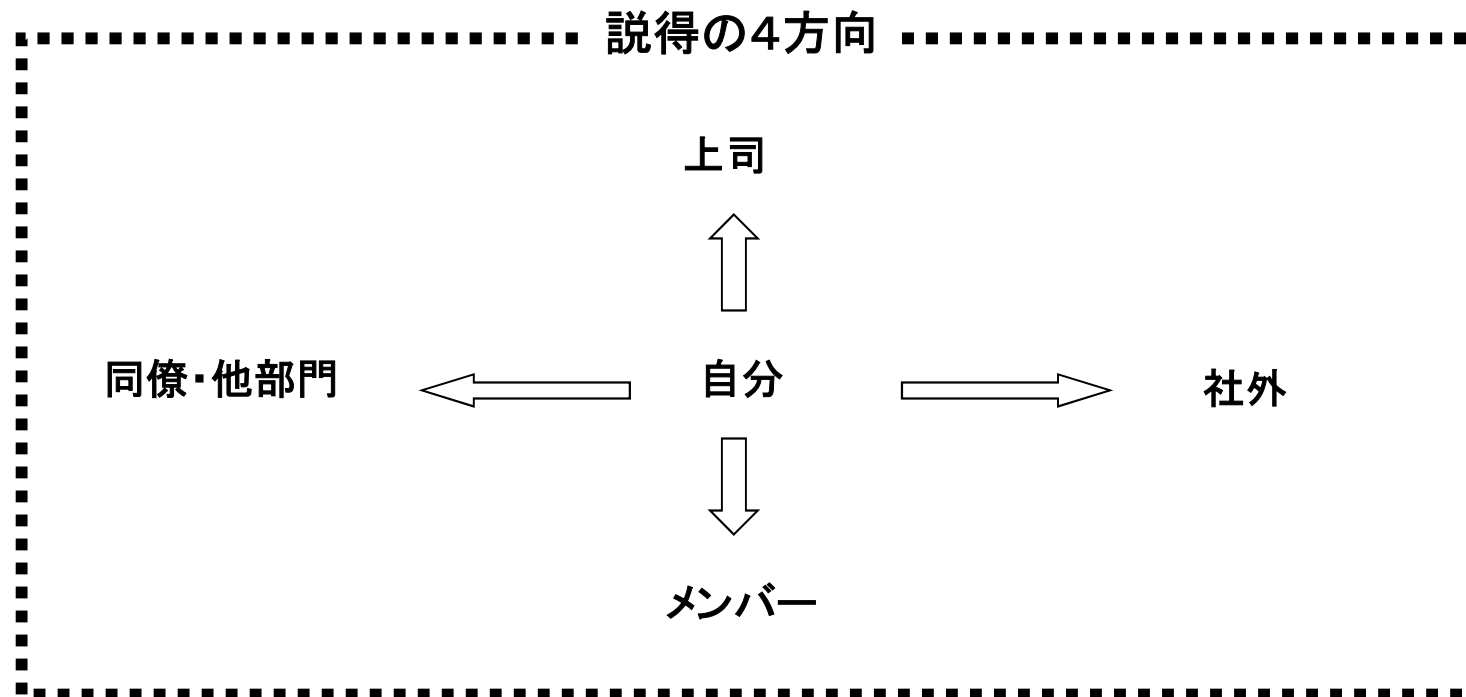 説得の4方向
上司
同僚・他部門
自分
社外
メンバー